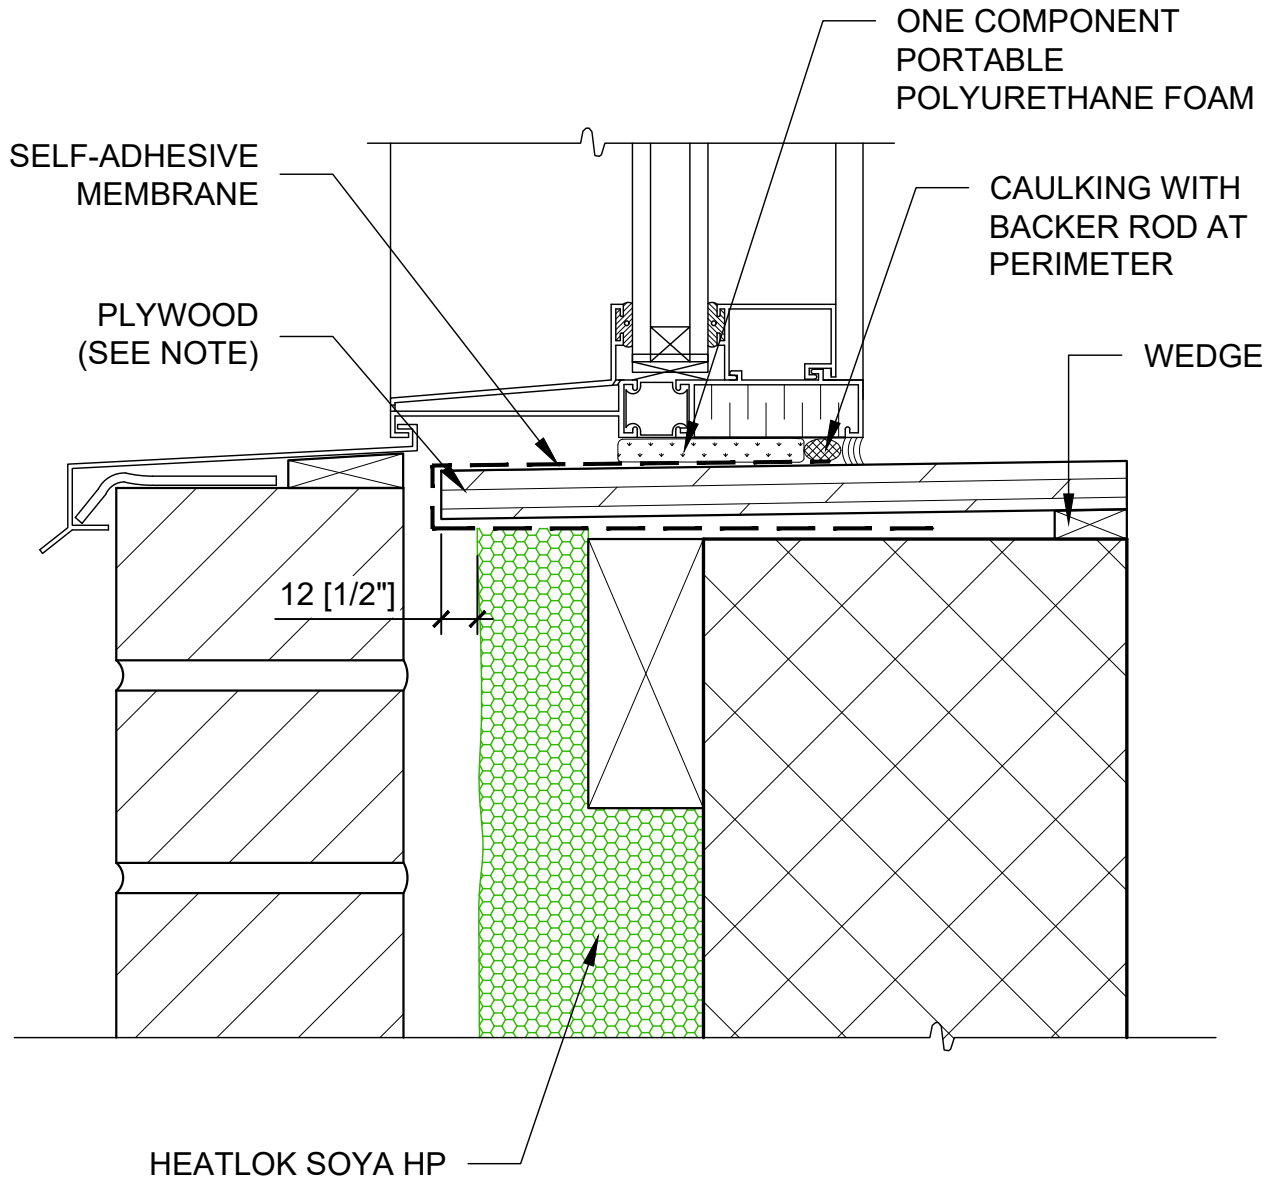 ONE COMPONENT
PORTABLE
POLYURETHANE FOAM
SELF-ADHESIVE
MEMBRANE
CAULKING WITH
BACKER ROD AT
PERIMETER
PLYWOOD
(SEE NOTE)
WEDGE
12 [1/2"]
HEATLOK SOYA HP